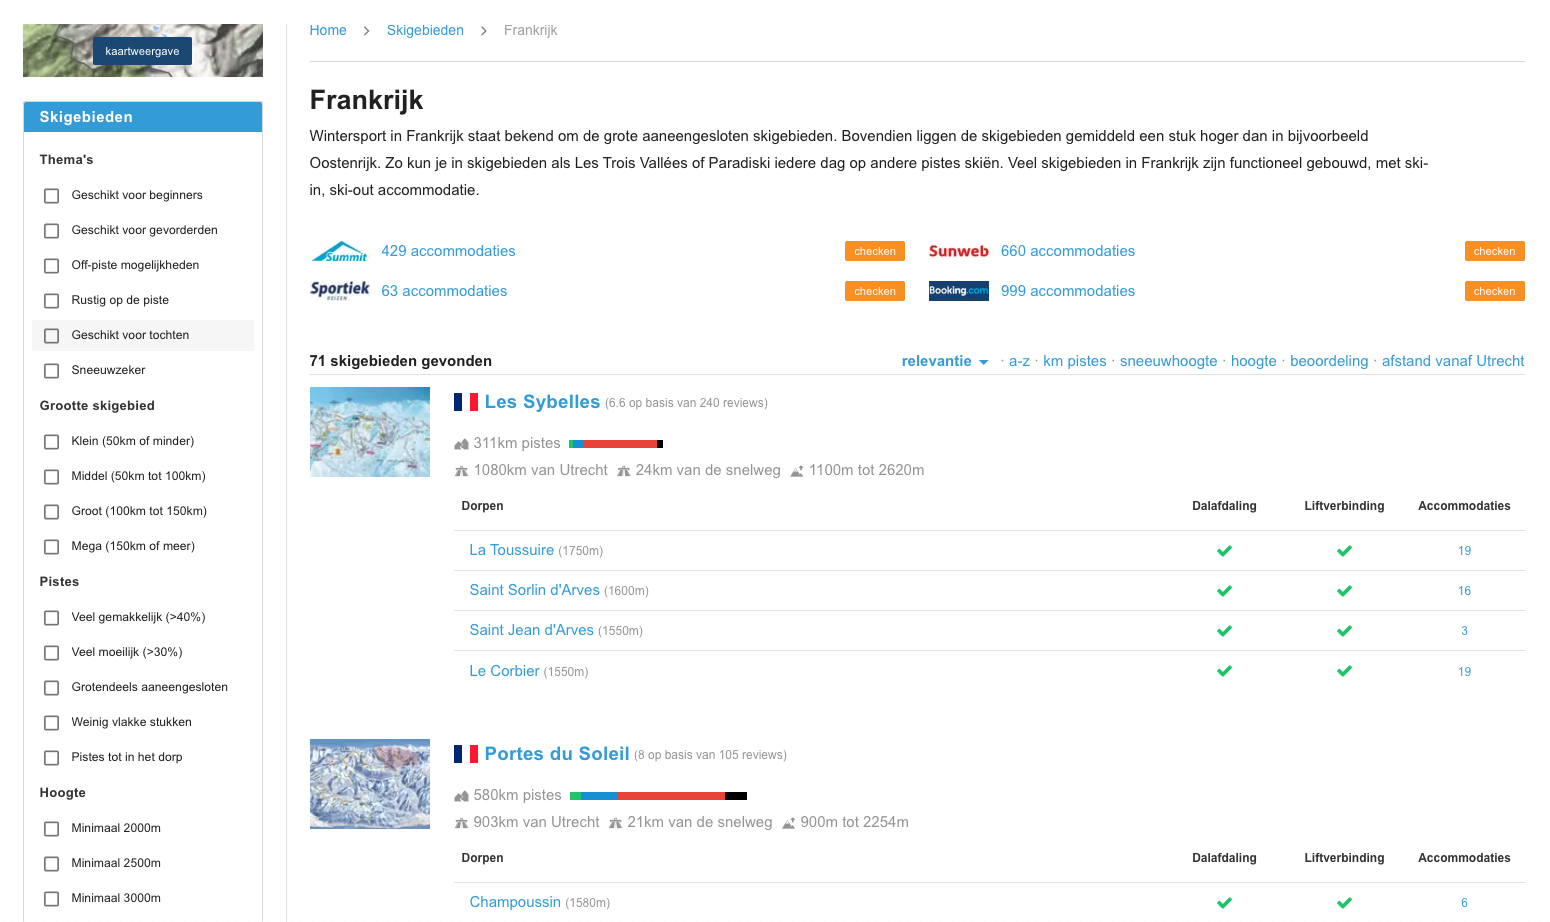 kaartweergave
Skigebieden
Thema's
Geschikt voor beginners
Geschikt voor gevorderden
Off-piste mogelijkheden
Rustig op de piste
Geschikt voor tochten
Sneeuwzeker
Grootte skigebied
Klein (50km of minder)
Middel (50km tot 100km)
Groot (100km tot 150km)
Mega (150km of meer)
Pistes
Veel gemakkelijk (>40%)
Veel moeilijk (>30%)
Grotendeels aaneengesloten
Weinig vlakke stukken
Pistes tot in het dorp
Hoogte
Minimaal 2000m
Minimaal 2500m
Minimaal 3000m
Home > Skigebieden > Frankrijk
Frankrijk
Wintersport in Frankrijk staat bekend om de grote aaneengesloten skigebieden. Bovendien liggen de skigebieden gemiddeld een stuk hoger dan in bijvoorbeeld
Oostenrijk. Zo kun je in skigebieden als Les Trois Vallées of Paradiski iedere dag op andere pistes skiën. Veel skigebieden in Frankrijk zijn functioneel gebouwd, met ski-
in, ski-out accommodatie.
Summit 429 accommodaties checken Sunweb 660 accommodaties checken
Sportiek REIZEN 63 accommodaties checken Booking.com 999 accommodaties checken
71 skigebieden gevonden relevantie · a-z · km pistes · sneeuwhoogte · hoogte · beoordeling · afstand vanaf Utrecht
Les Sybelles (6.6 op basis van 240 reviews)
311km pistes
1080km van Utrecht 24km van de snelweg 1100m tot 2620m
Dorpen Dalafdaling Liftverbinding Accommodaties
La Toussuire (1750m) 19
Saint Sorlin d'Arves (1600m) 16
Saint Jean d'Arves (1550m) 3
Le Corbier (1550m) 19
Portes du Soleil (8 op basis van 105 reviews)
580km pistes
903km van Utrecht 21km van de snelweg 900m tot 2254m
Dorpen Dalafdaling Liftverbinding Accommodaties
Champoussin (1580m) 6